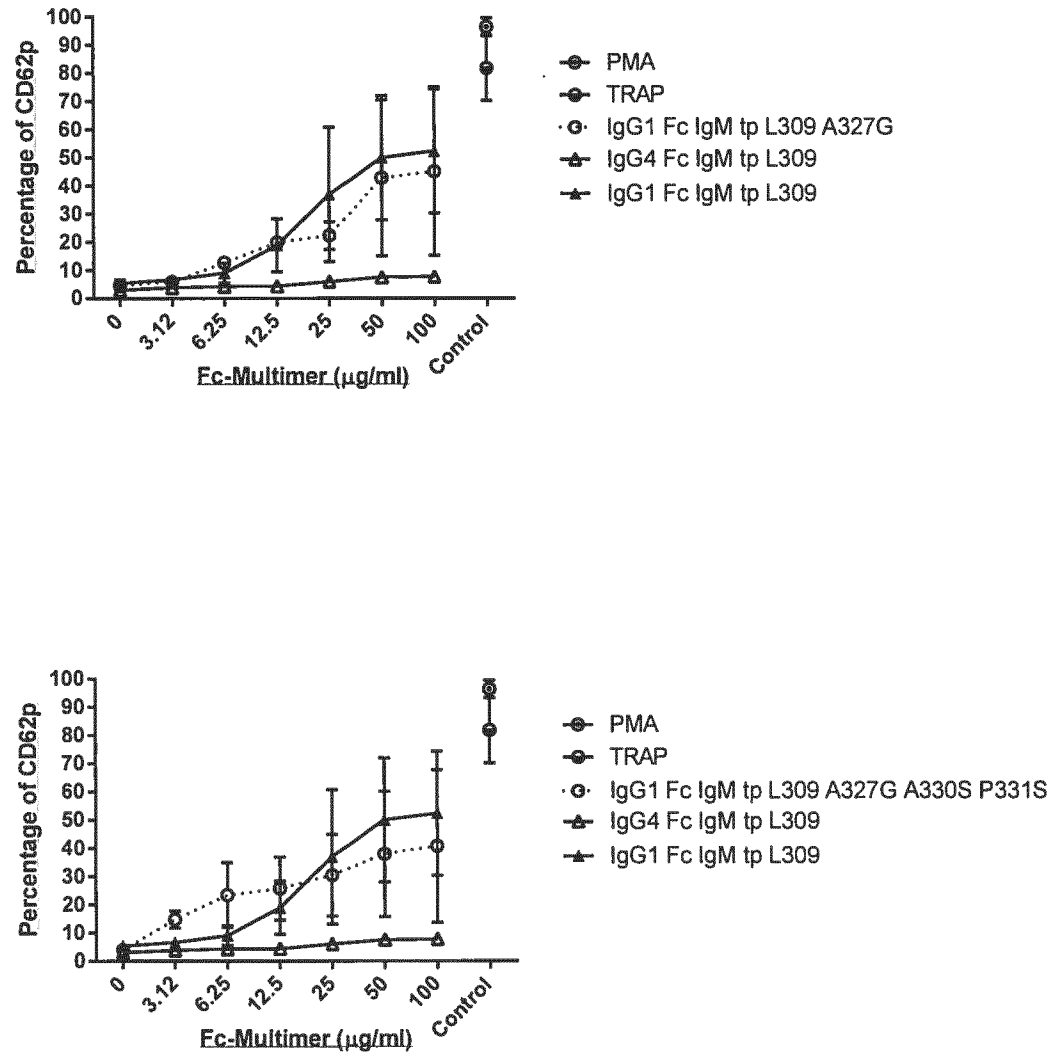 Percentage of CD62p
100
90
80
70
60
50
40
30
20
10
0
0
3.12
6.25
12.5
25
50
100
Control
Fc-Multimer (μg/ml)
PMA
TRAP
IgG1 Fc IgM tp L309 A327G
IgG4 Fc IgM tp L309
IgG1 Fc IgM tp L309
Percentage of CD62p
100
90
80
70
60
50
40
30
20
10
0
0
3.12
6.25
12.5
25
50
100
Control
Fc-Multimer (μg/ml)
PMA
TRAP
IgG1 Fc IgM tp L309 A327G A330S P331S
IgG4 Fc IgM tp L309
IgG1 Fc IgM tp L309